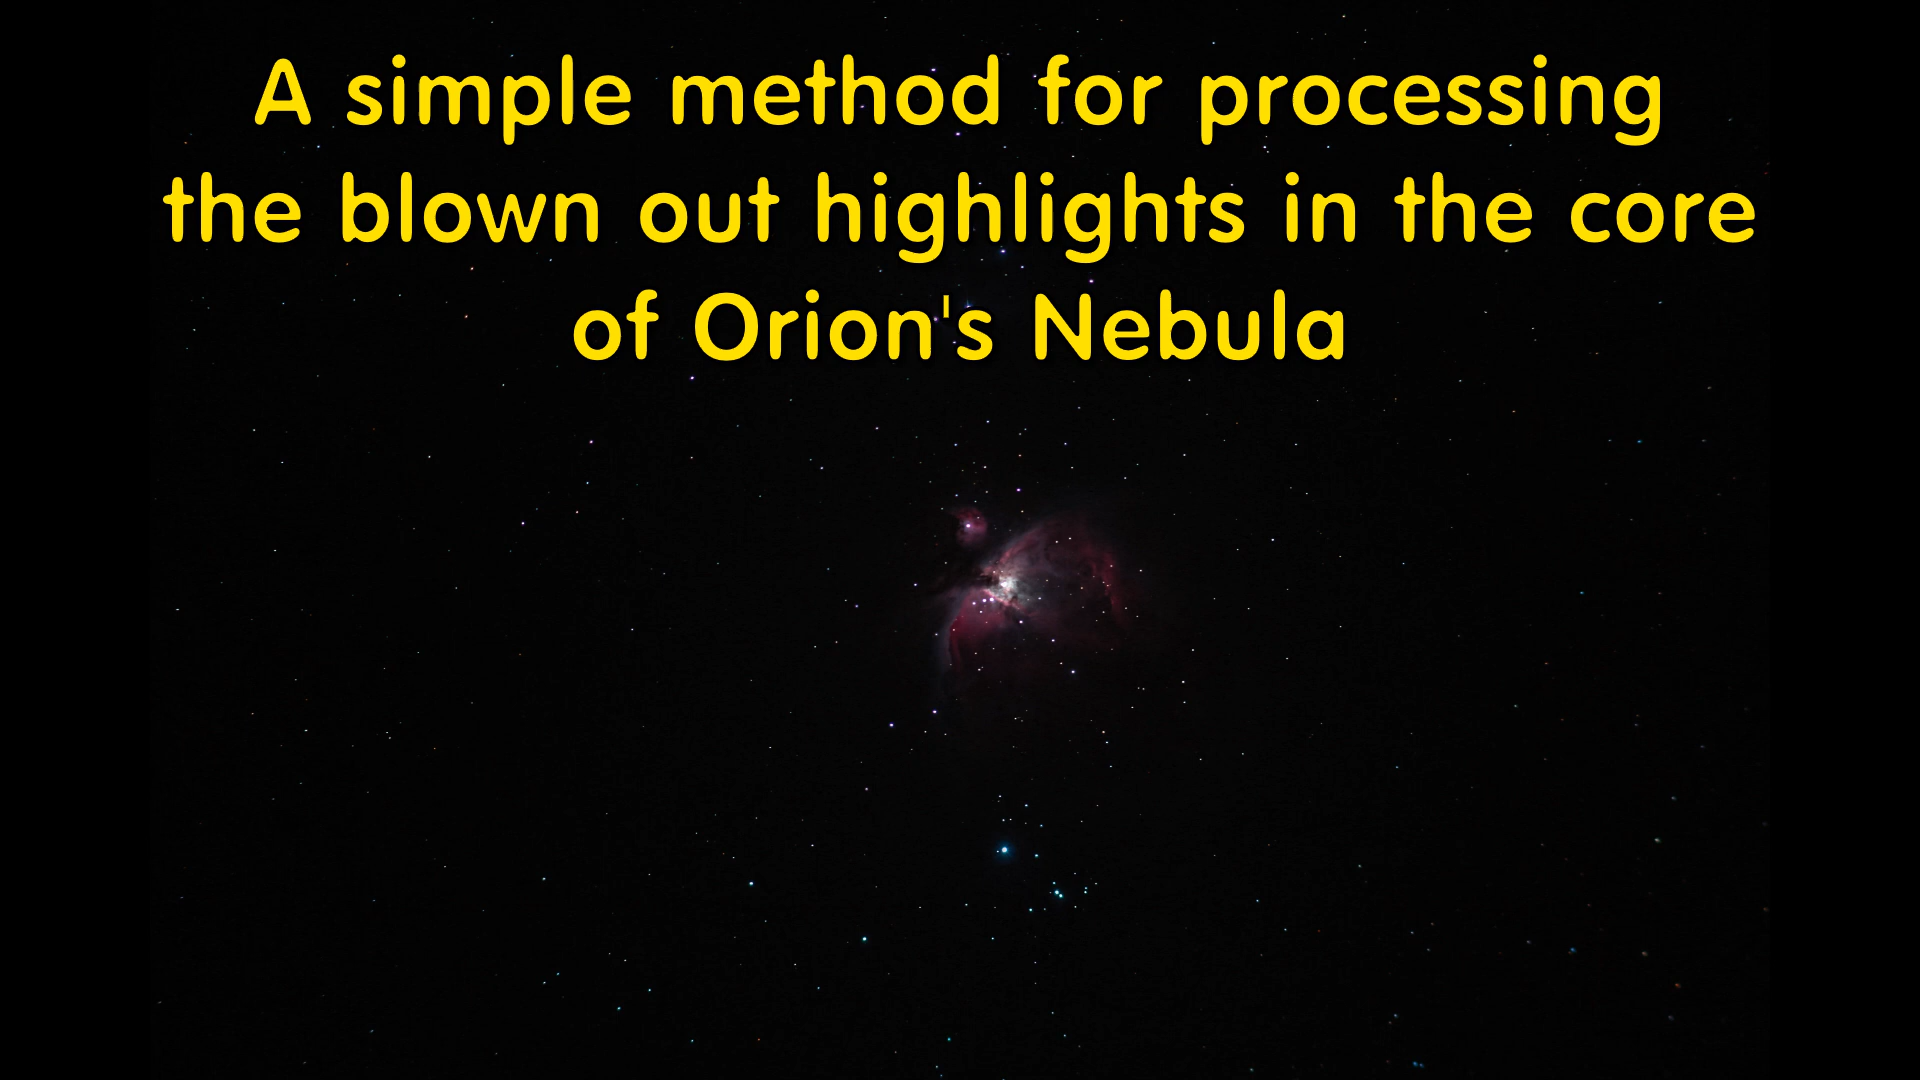 A simple method for processing
the blown out highlights in the core
of Orion's Nebula